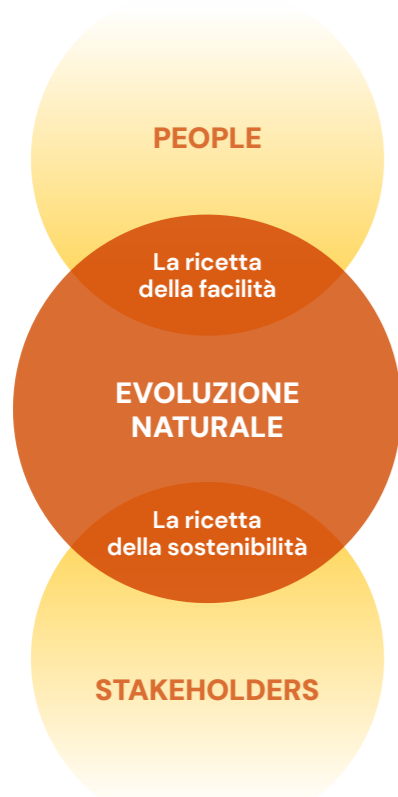 PEOPLE
La ricetta
della facilità
EVOLUZIONE
NATURALE
La ricetta
della sostenibilità
STAKEHOLDERS